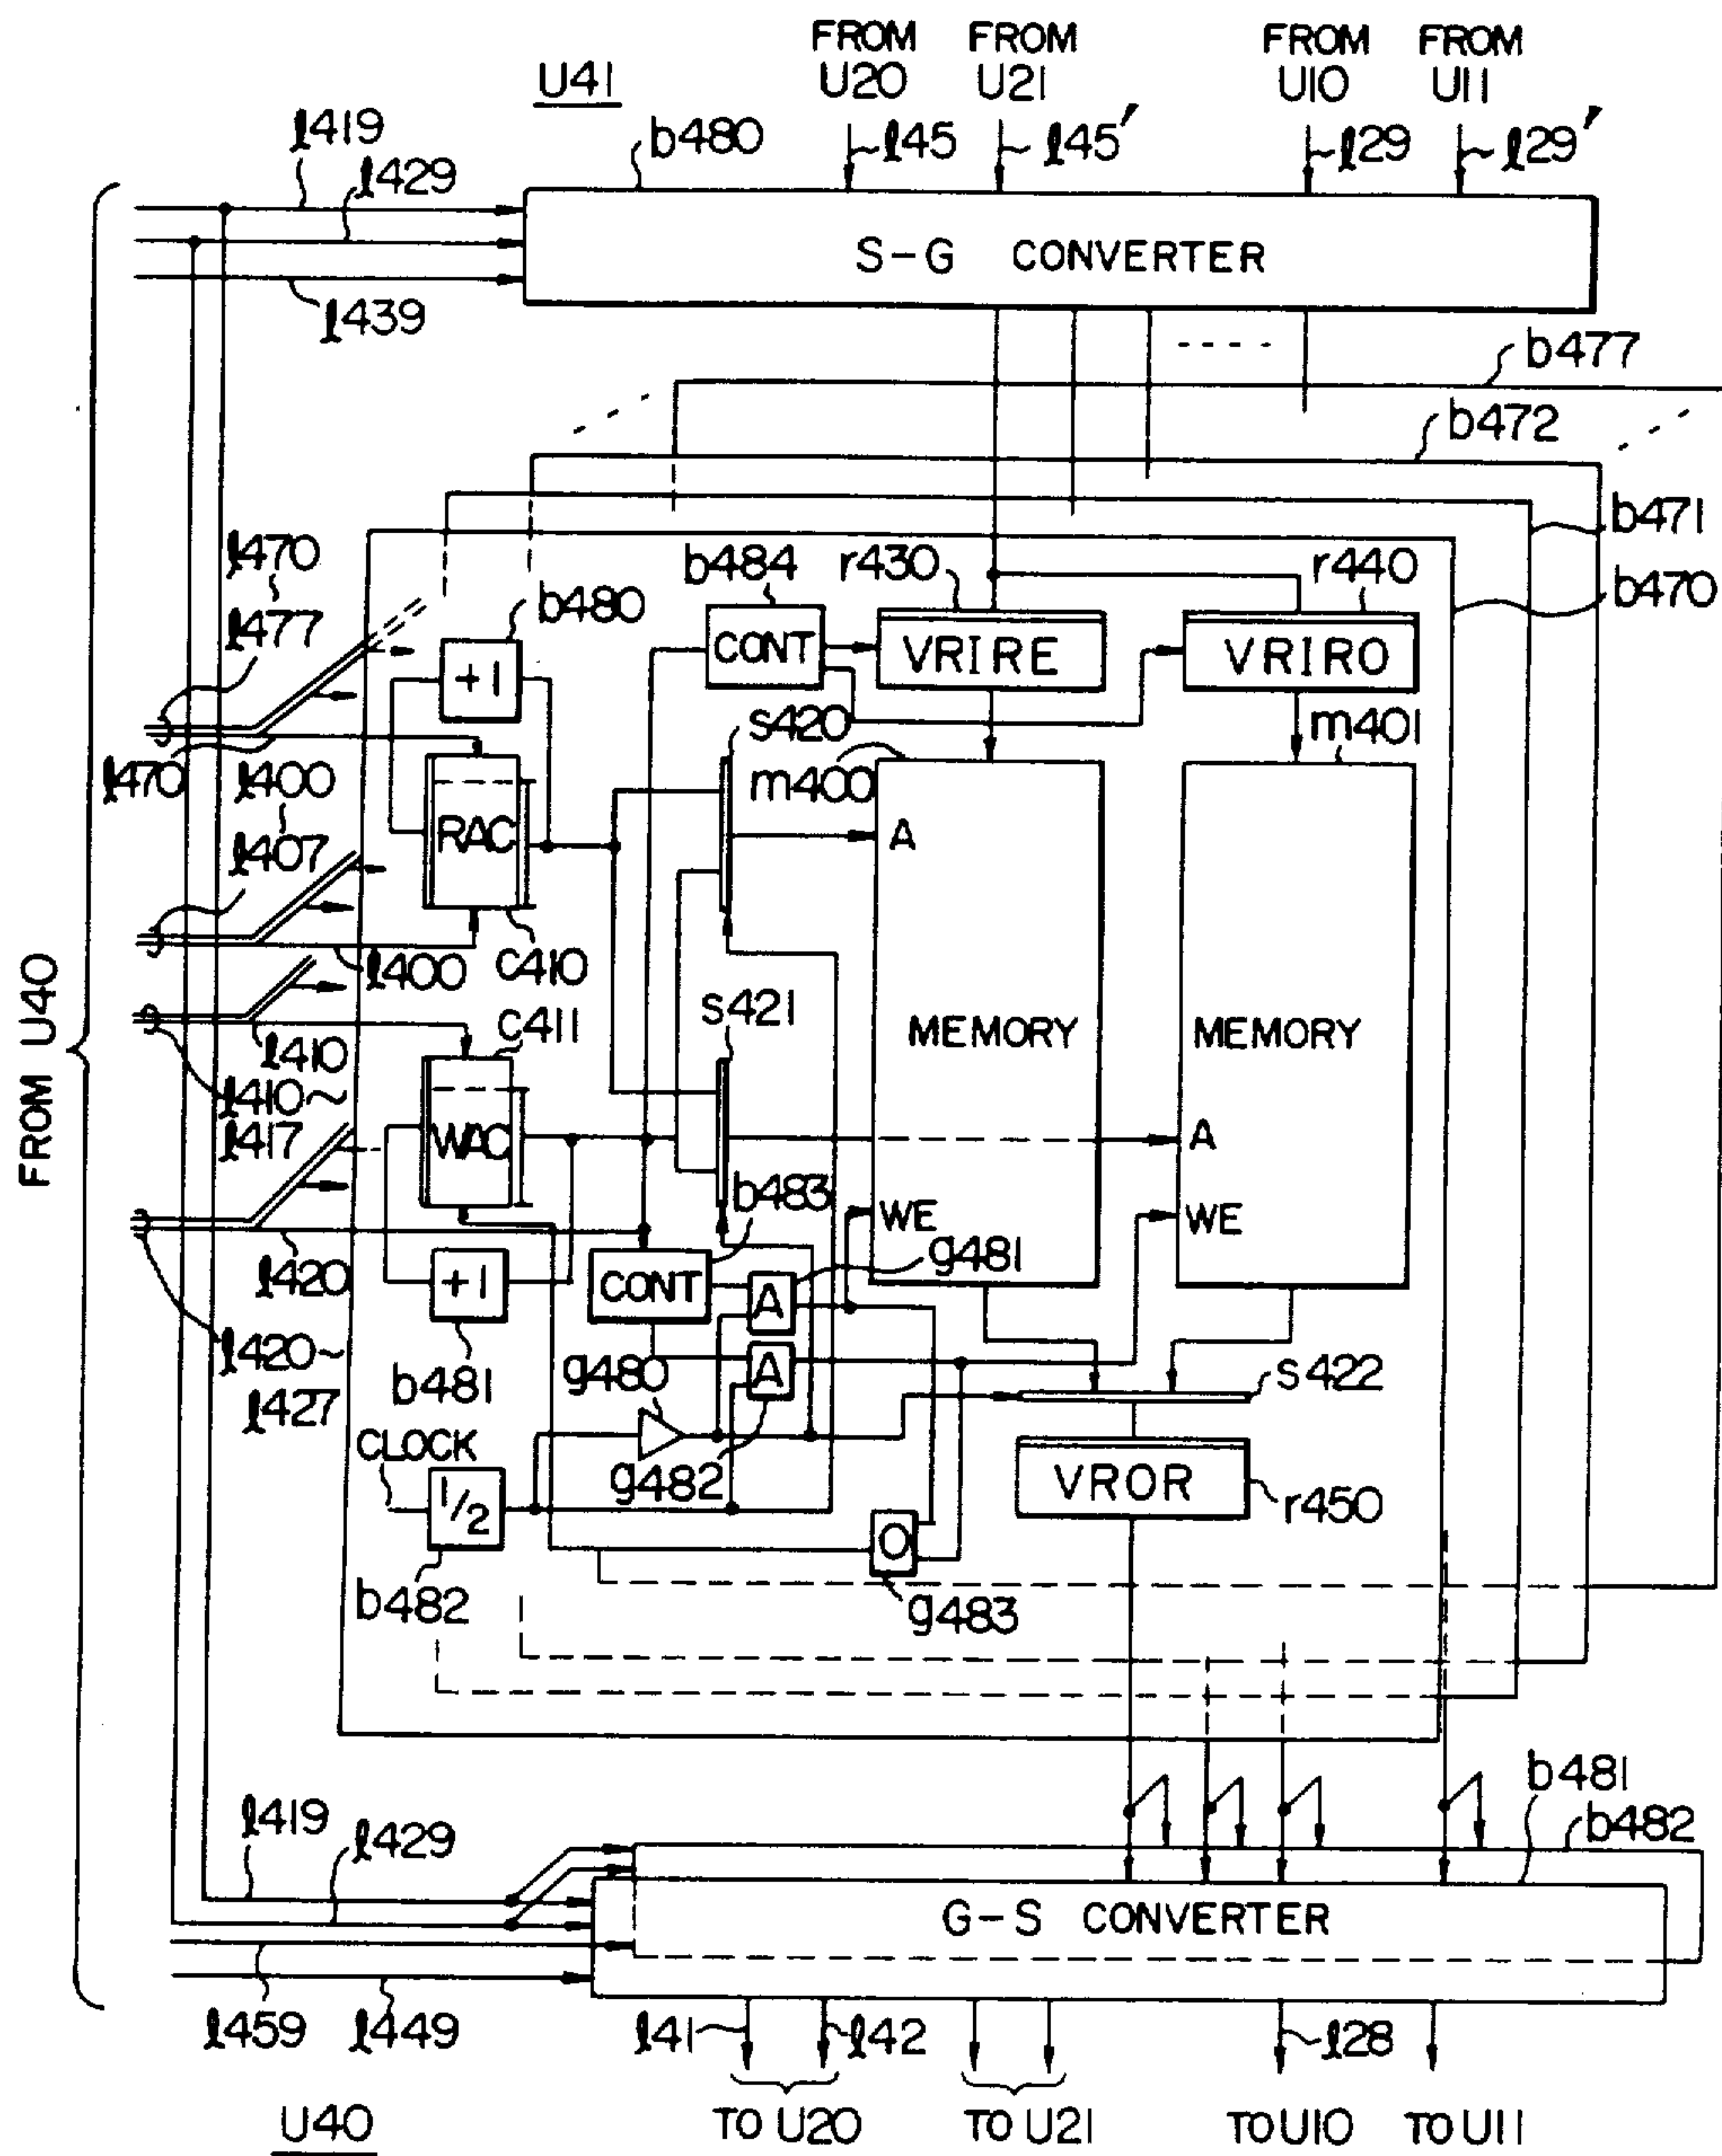 FROM U20
FROM U21
FROM U10
FROM U11
U41
b480
l45
l45'
l29
l29'
l419
l429
S-G CONVERTER
l439
b477
b472
b471
b470
l470
l477
b480
+1
b484
CONT
r430
VRIRE
r440
VRIRO
s420
m400
m401
l470
l400
l407
RAC
A
l400
c410
FROM U40
l410
c411
s421
MEMORY
MEMORY
l410~
l417
WAC
A
b483
WE
WE
l420
+1
CONT
A
g481
l420~
l427
b481
g480
A
s422
CLOCK
1/2
g482
VROR
r450
O
b482
g483
b481
b482
l419
l429
G-S CONVERTER
l459
l449
l41
l42
l28
U40
TO U20
TO U21
TO U10
TO U11